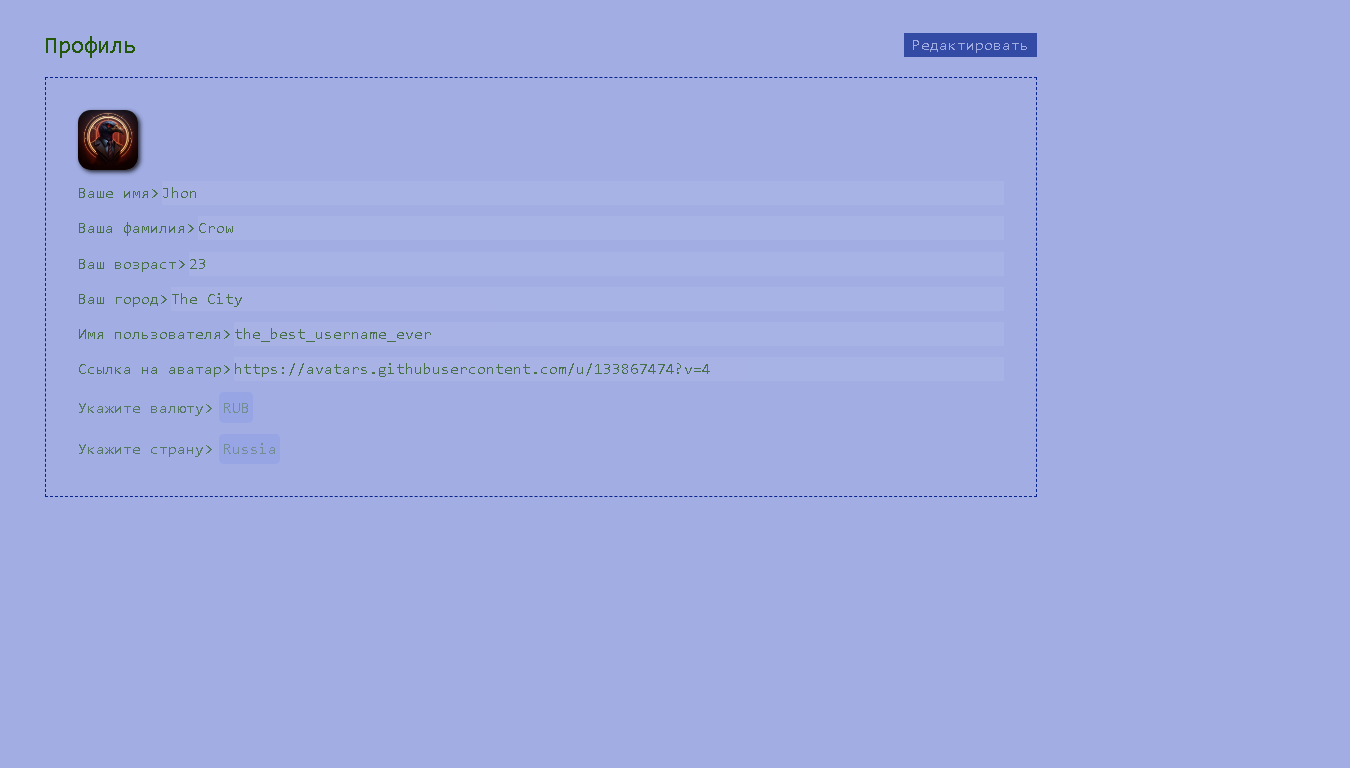 Профиль
Редактировать
Ваше имя>Jhon
Ваша фамилия>Crow
Ваш возраст>23
Ваш город>The City
Имя пользователя>the_best_username_ever
Ссылка на аватар>https://avatars.githubusercontent.com/u/133867474?v=4
Укажите валюту> RUB
Укажите страну> Russia